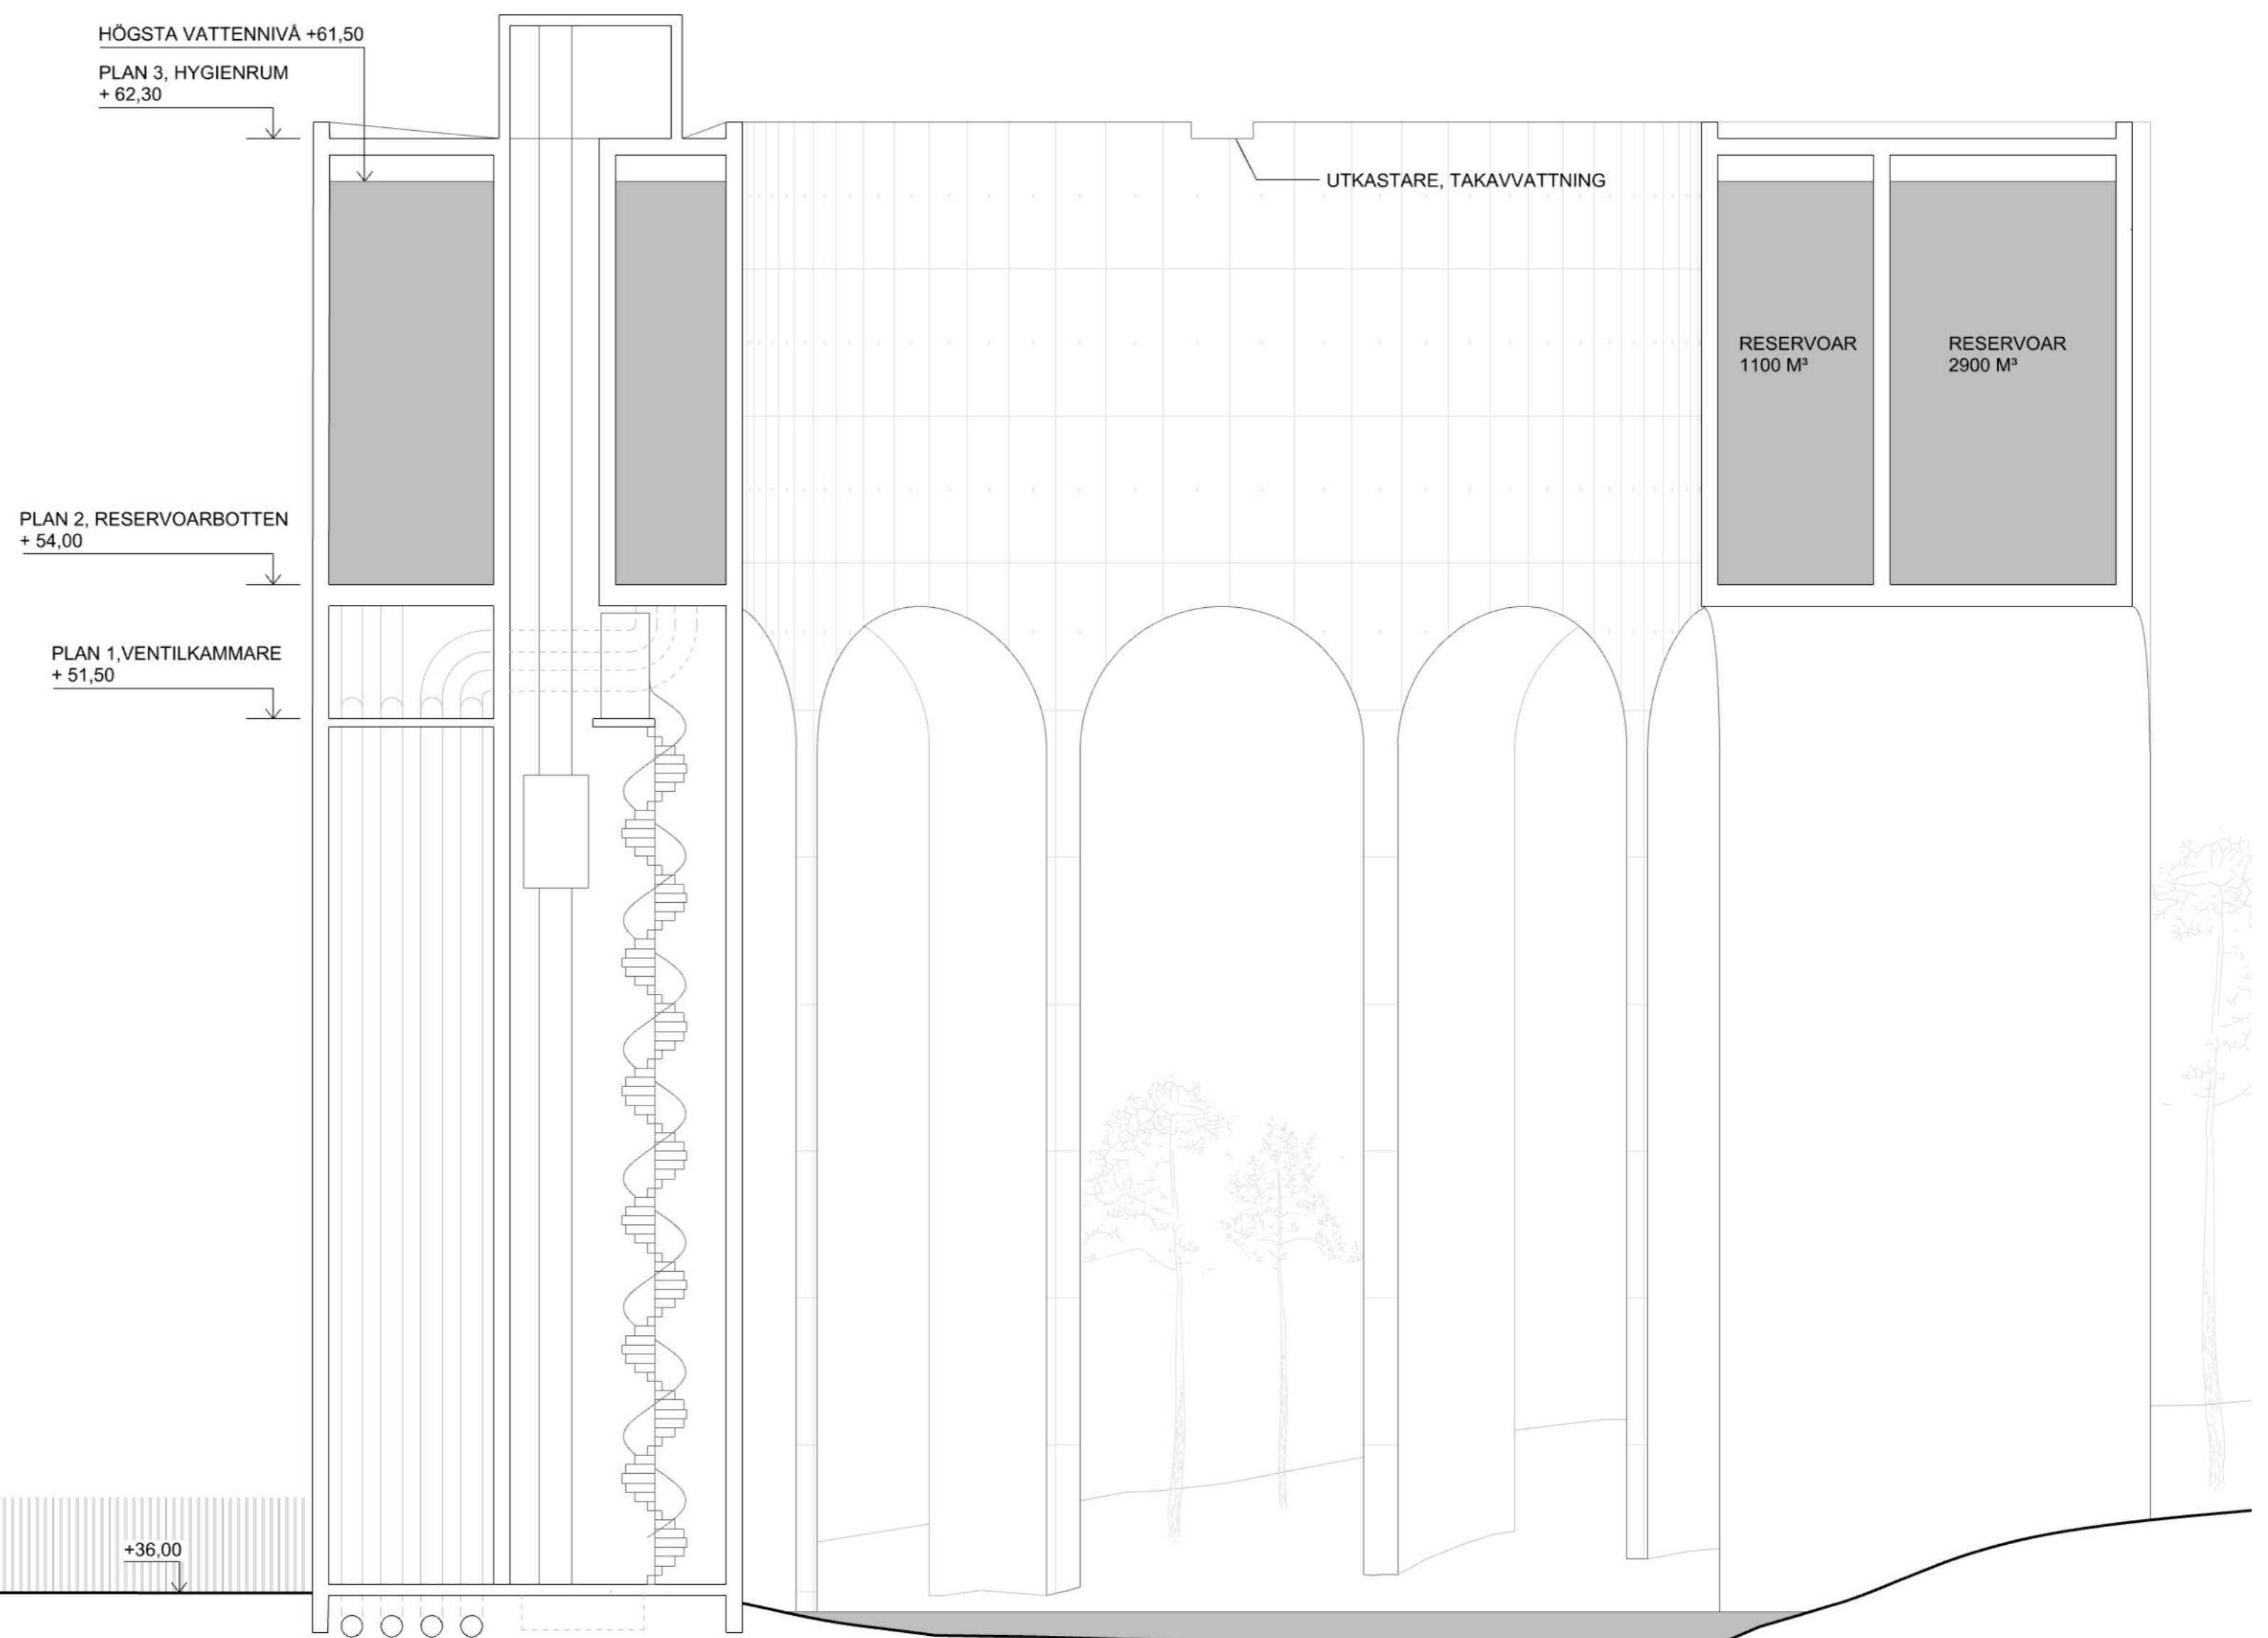 HÖGSTA VATTENNIVÅ +61,50
PLAN 3, HYGIENRUM
+ 62,30
UTKASTARE, TAKAVVATTNING
RESERVOAR
1100 M³
RESERVOAR
2900 M³
PLAN 2, RESERVOARBOTTEN
+ 54,00
PLAN 1,VENTILKAMMARE
+ 51,50
+36,00